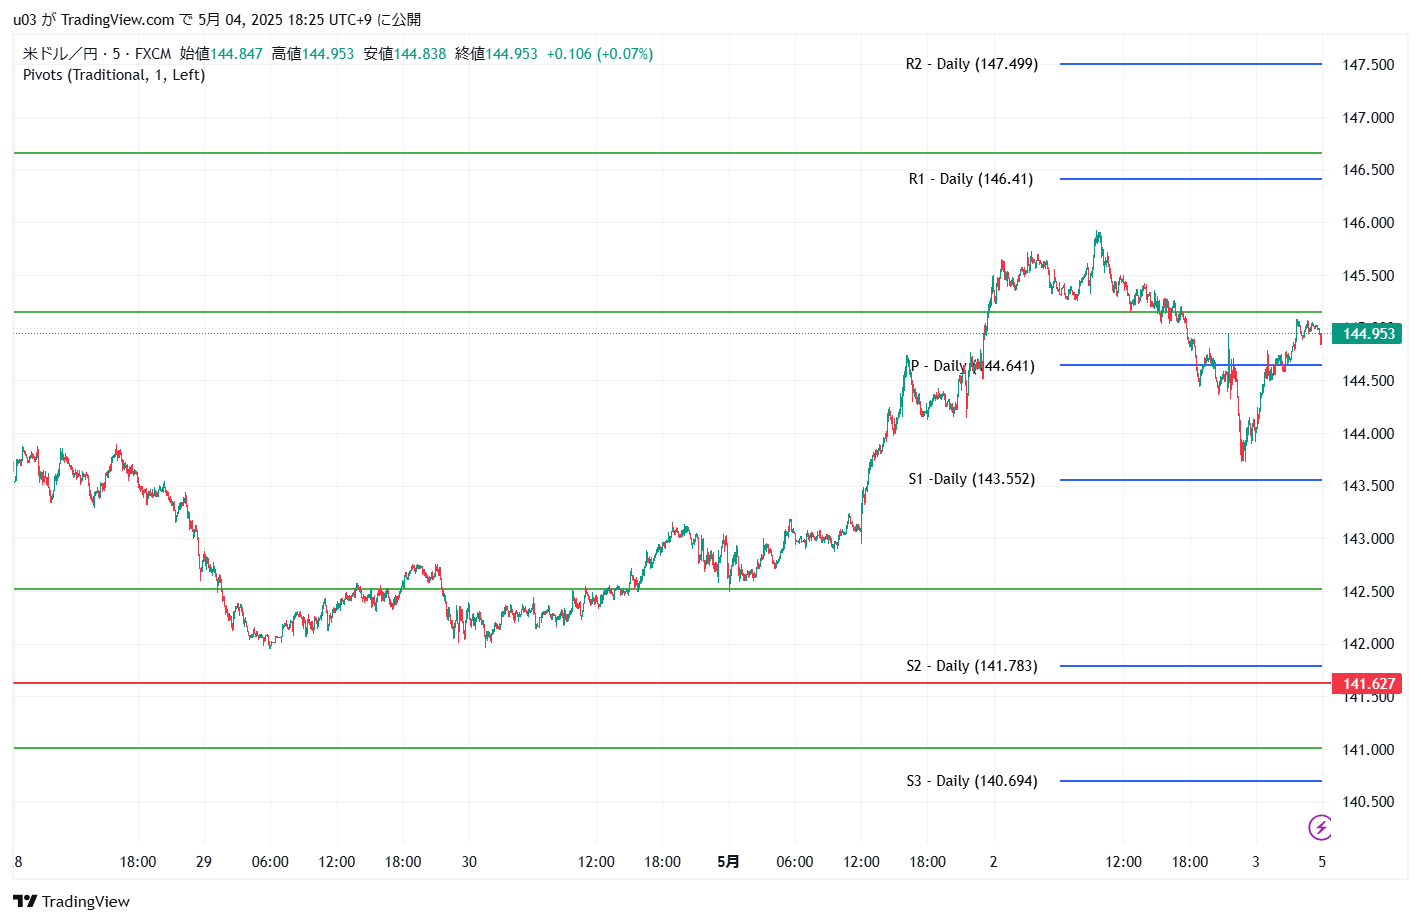 u03 が TradingView.com で 5月 04, 2025 18:25 UTC+9 に公開
米ドル／円・5・FXCM 始値144.847 高値144.953 安値144.838 終値144.953 +0.106 (+0.07%)
Pivots (Traditional, 1, Left)
R2 - Daily (147.499)
147.500
147.000
146.500
R1 - Daily (146.41)
146.000
145.500
144.953
P - Daily (144.641)
144.500
144.000
S1 -Daily (143.552)
143.500
143.000
142.500
142.000
S2 - Daily (141.783)
141.627
141.500
141.000
S3 - Daily (140.694)
140.500
8 18:00 29 06:00 12:00 18:00 30 12:00 18:00 5月 06:00 12:00 18:00 2 12:00 18:00 3 5
TradingView